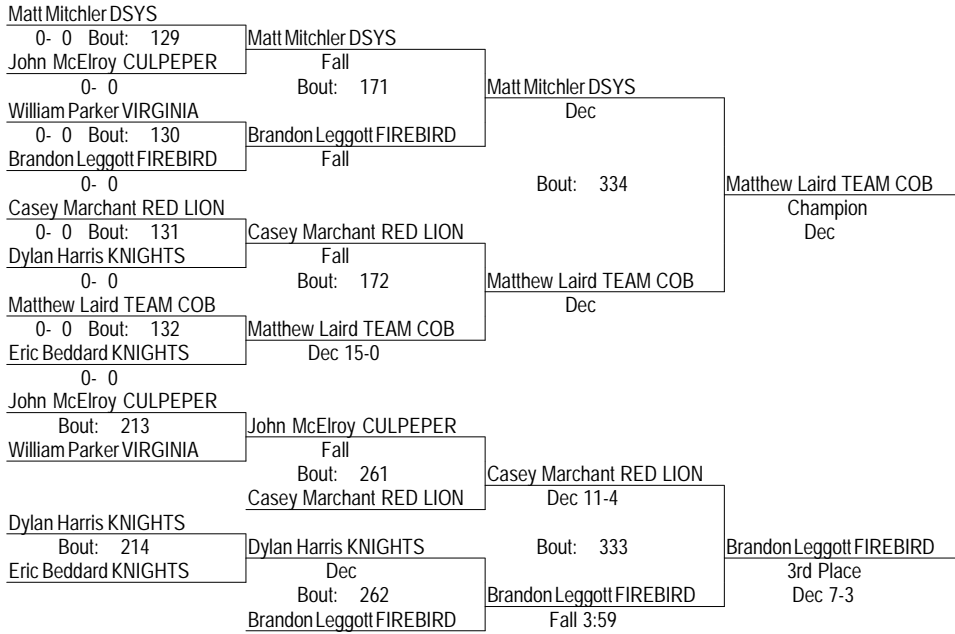 Matt Mitchler DSYS
0- 0 Bout: 129
John McElroy CULPEPER
0- 0
William Parker VIRGINIA
0- 0 Bout: 130
Brandon Leggott FIREBIRD
0- 0
Casey Marchant RED LION
0- 0 Bout: 131
Dylan Harris KNIGHTS
0- 0
Matthew Laird TEAM COB
0- 0 Bout: 132
Eric Beddard KNIGHTS
0- 0
John McElroy CULPEPER
Bout: 213
William Parker VIRGINIA
Dylan Harris KNIGHTS
Bout: 214
Eric Beddard KNIGHTS
Matt Mitchler DSYS
Fall
Bout: 171
Brandon Leggott FIREBIRD
Fall
Casey Marchant RED LION
Fall
Bout: 172
Matthew Laird TEAM COB
Dec 15-0
John McElroy CULPEPER
Fall
Bout: 261
Casey Marchant RED LION
Dylan Harris KNIGHTS
Dec
Bout: 262
Brandon Leggott FIREBIRD
Matt Mitchler DSYS
Dec
Bout: 334
Matthew Laird TEAM COB
Dec
Casey Marchant RED LION
Dec 11-4
Bout: 333
Brandon Leggott FIREBIRD
Fall 3:59
Matthew Laird TEAM COB
Champion
Dec
Brandon Leggott FIREBIRD
3rd Place
Dec 7-3